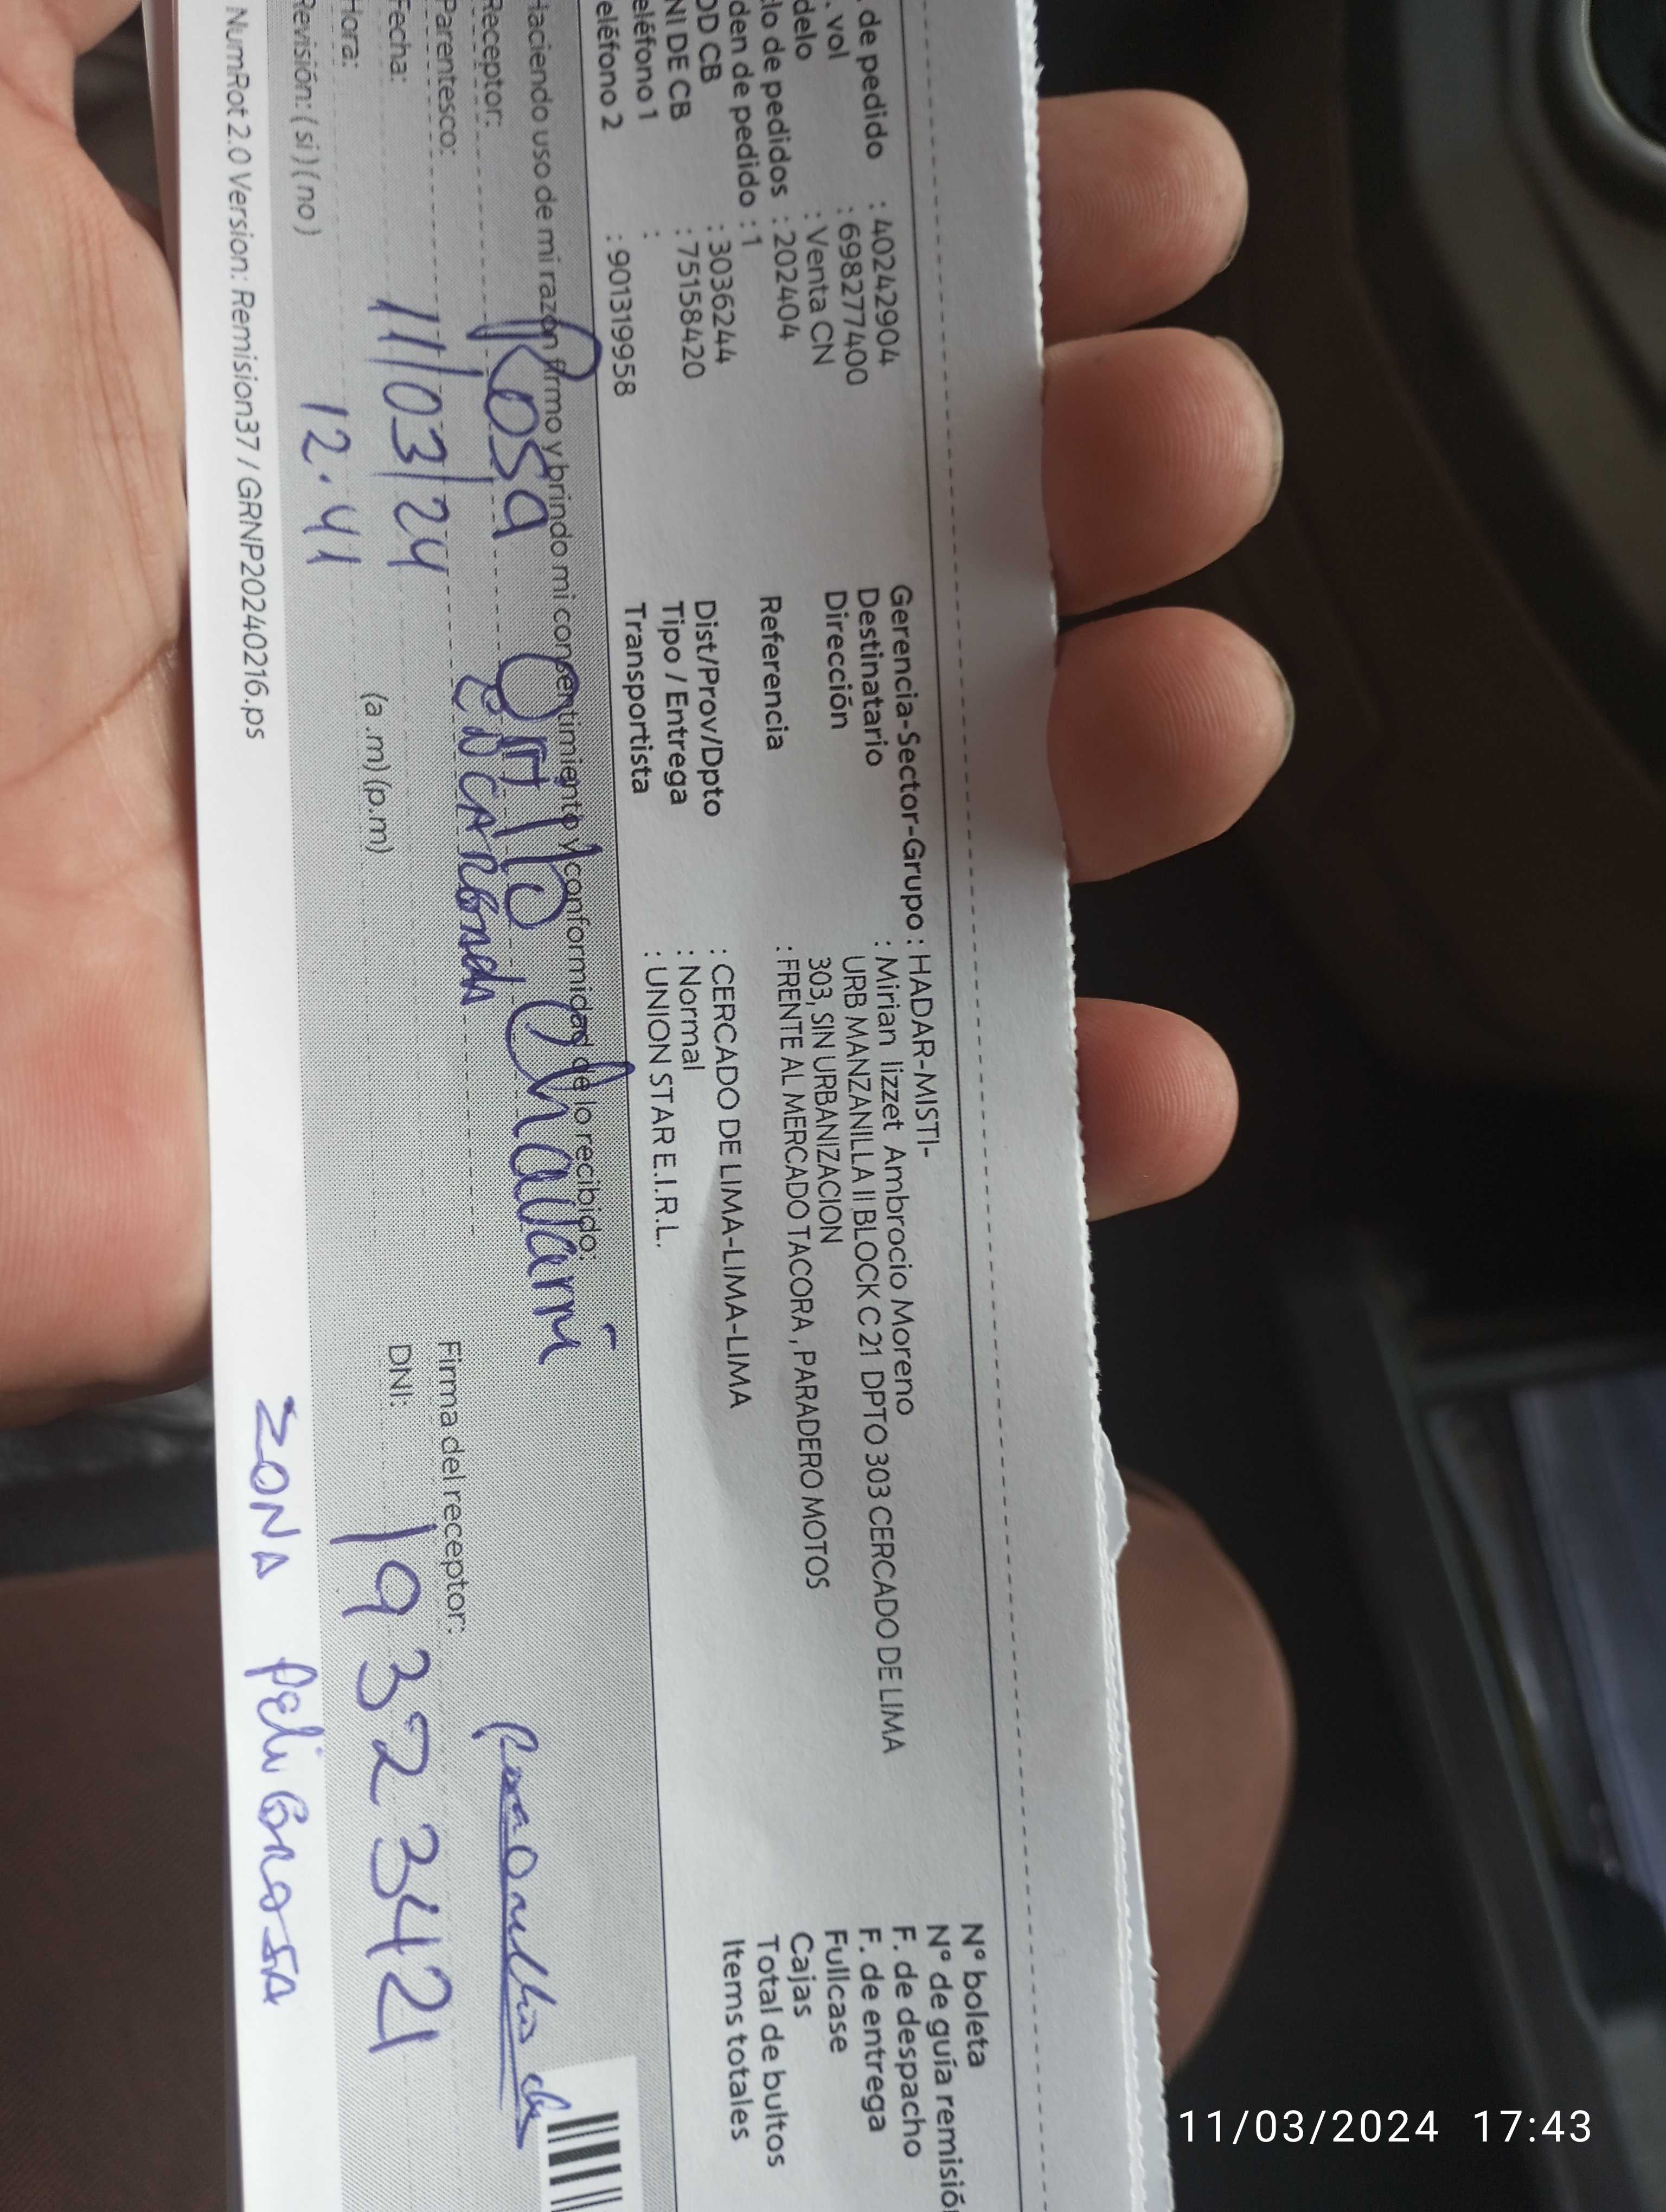 de pedido : 40242904
. vol : 698277400
delo : Venta CN
lo de pedidos : 202404
den de pedido : 1
OD CB : 3036244
NI DE CB : 75158420
eléfono 1 :
eléfono 2 : 901319958
Gerencia-Sector-Grupo : HADAR-MISTI-
Destinatario : Mirian lizzet Ambrocio Moreno
Dirección URB MANZANILLA II BLOCK C 21 DPTO 303 CERCADO DE LIMA
303, SIN URBANIZACION
Referencia : FRENTE AL MERCADO TACORA , PARADERO MOTOS
Dist/Prov/Dpto : CERCADO DE LIMA-LIMA-LIMA
Tipo / Entrega : Normal
Transportista : UNION STAR E.I.R.L.
N° boleta
N° de guía remisió
F. de despacho
F. de entrega
Fullcase
Cajas
Total de bultos
Items totales
Haciendo uso de mi razón firmo y brindo mi consentimiento y conformidad de lo recibido:
Receptor: Rosa
Parentesco:
Fecha: 11/03/24
Hora: 12.41 (a .m) (p.m)
Revisión: ( si ) ( no )
Firma del receptor:
DNI: 19323421
NumRot 2.0 Version: Remision37 / GRNP20240216.ps
ZONA PELIGROSA
11/03/2024 17:43